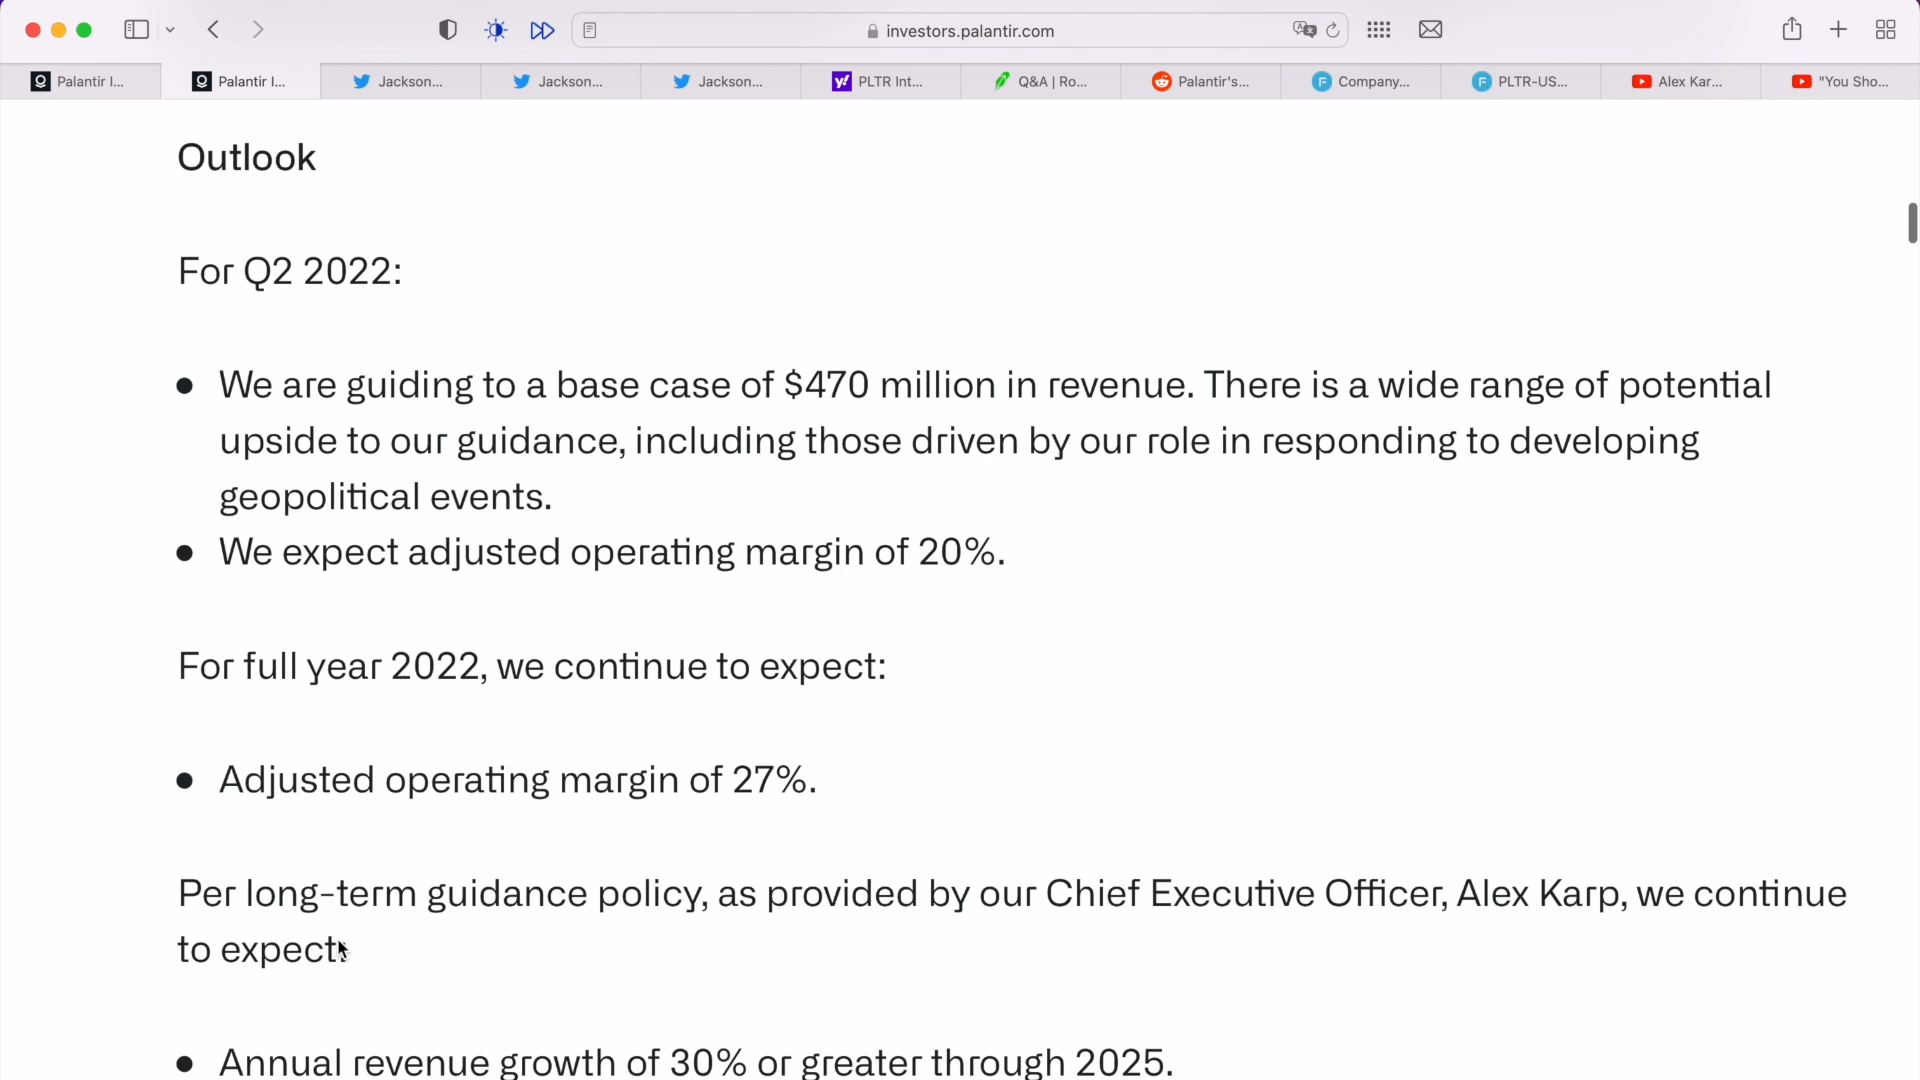 investors.palantir.com
Palantir I...
Palantir I...
Jackson...
Jackson...
Jackson...
PLTR Int...
Q&A | Ro...
Palantir's...
Company...
PLTR-US...
Alex Kar...
"You Sho...
Outlook
For Q2 2022:
● We are guiding to a base case of $470 million in revenue. There is a wide range of potential
upside to our guidance, including those driven by our role in responding to developing
geopolitical events.
● We expect adjusted operating margin of 20%.
For full year 2022, we continue to expect:
● Adjusted operating margin of 27%.
Per long-term guidance policy, as provided by our Chief Executive Officer, Alex Karp, we continue
to expect:
● Annual revenue growth of 30% or greater through 2025.